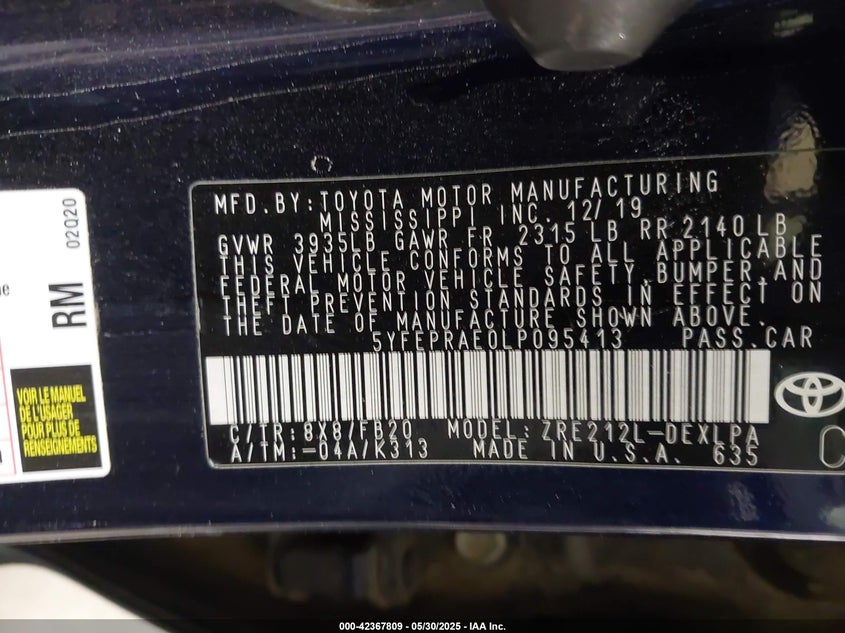 MFD. BY: TOYOTA MOTOR MANUFACTURING
MISSISSIPPI INC. 12/ 19
GVWR 3935LB GAWR FR 2315 LB RR 2140 LB
THIS VEHICLE CONFORMS TO ALL APPLICABLE
FEDERAL MOTOR VEHICLE SAFETY, BUMPER, AND
THEFT PREVENTION STANDARDS IN EFFECT ON
THE DATE OF MANUFACTURE SHOWN ABOVE.
5YFEPRAE0LP095413 PASS.CAR
C/TR: 8X8/FB20 MODEL: ZRE212L-DEXLPA
A/TM: -04A/K313 MADE IN U.S.A. 635
C
02Q20
RM
VOIR LE MANUEL
DE L'USAGER
POUR PLUS DE
RENSEIGNEMENTS
000-42367809 - 05/30/2025 - IAA Inc.